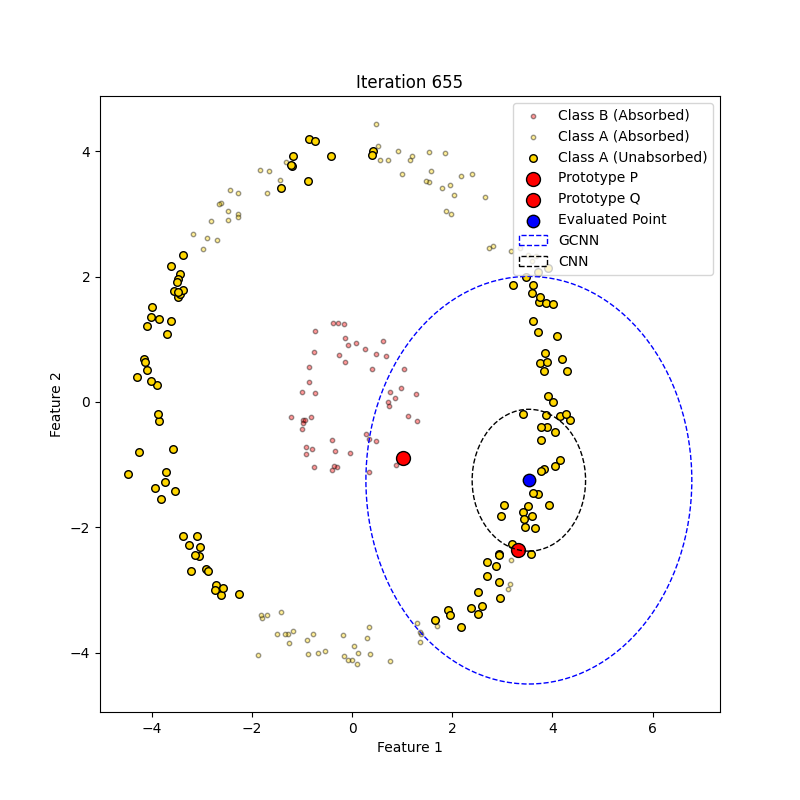 Iteration 655
Class B (Absorbed)
Class A (Absorbed)
Class A (Unabsorbed)
Prototype P
Prototype Q
Evaluated Point
GCNN
CNN
4
2
0
−2
−4
Feature 2
−4 −2 0 2 4 6
Feature 1